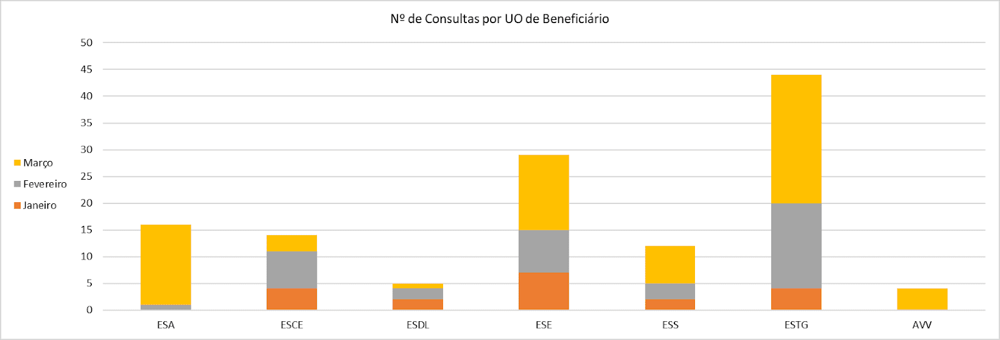 Nº de Consultas por UO de Beneficiário
50
45
40
35
30
25
20
15
10
5
0
Março
Fevereiro
Janeiro
ESA ESCE ESDL ESE ESS ESTG AVV